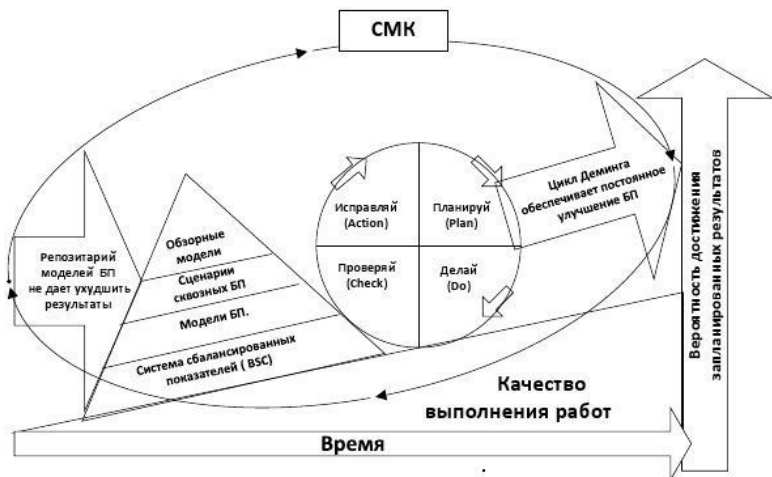 СМК
Репозитарий
моделей БП
не дает ухудшить
результаты
Обзорные
модели
Сценарии
сквозных БП
Модели БП.
Система сбалансированных
показателей ( BSC)
Исправляй
(Action)
Планируй
(Plan)
Проверяй
(Check)
Делай
(Do)
Цикл Деминга
обеспечивает постоянное
улучшение БП
Вероятность достижения
запланированных результатов
Качество
выполнения работ
Время